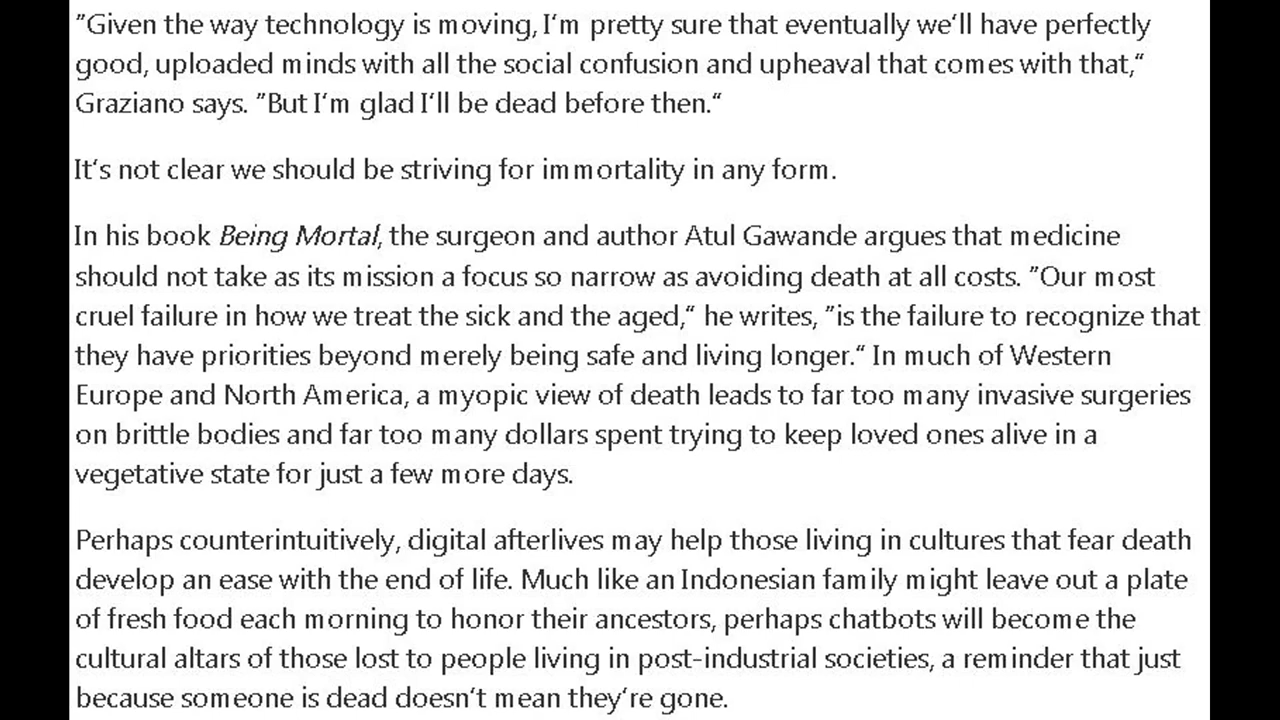 "Given the way technology is moving, I'm pretty sure that eventually we'll have perfectly
good, uploaded minds with all the social confusion and upheaval that comes with that,"
Graziano says. "But I'm glad I'll be dead before then."
It's not clear we should be striving for immortality in any form.
In his book Being Mortal, the surgeon and author Atul Gawande argues that medicine
should not take as its mission a focus so narrow as avoiding death at all costs. "Our most
cruel failure in how we treat the sick and the aged," he writes, "is the failure to recognize that
they have priorities beyond merely being safe and living longer." In much of Western
Europe and North America, a myopic view of death leads to far too many invasive surgeries
on brittle bodies and far too many dollars spent trying to keep loved ones alive in a
vegetative state for just a few more days.
Perhaps counterintuitively, digital afterlives may help those living in cultures that fear death
develop an ease with the end of life. Much like an Indonesian family might leave out a plate
of fresh food each morning to honor their ancestors, perhaps chatbots will become the
cultural altars of those lost to people living in post-industrial societies, a reminder that just
because someone is dead doesn't mean they're gone.